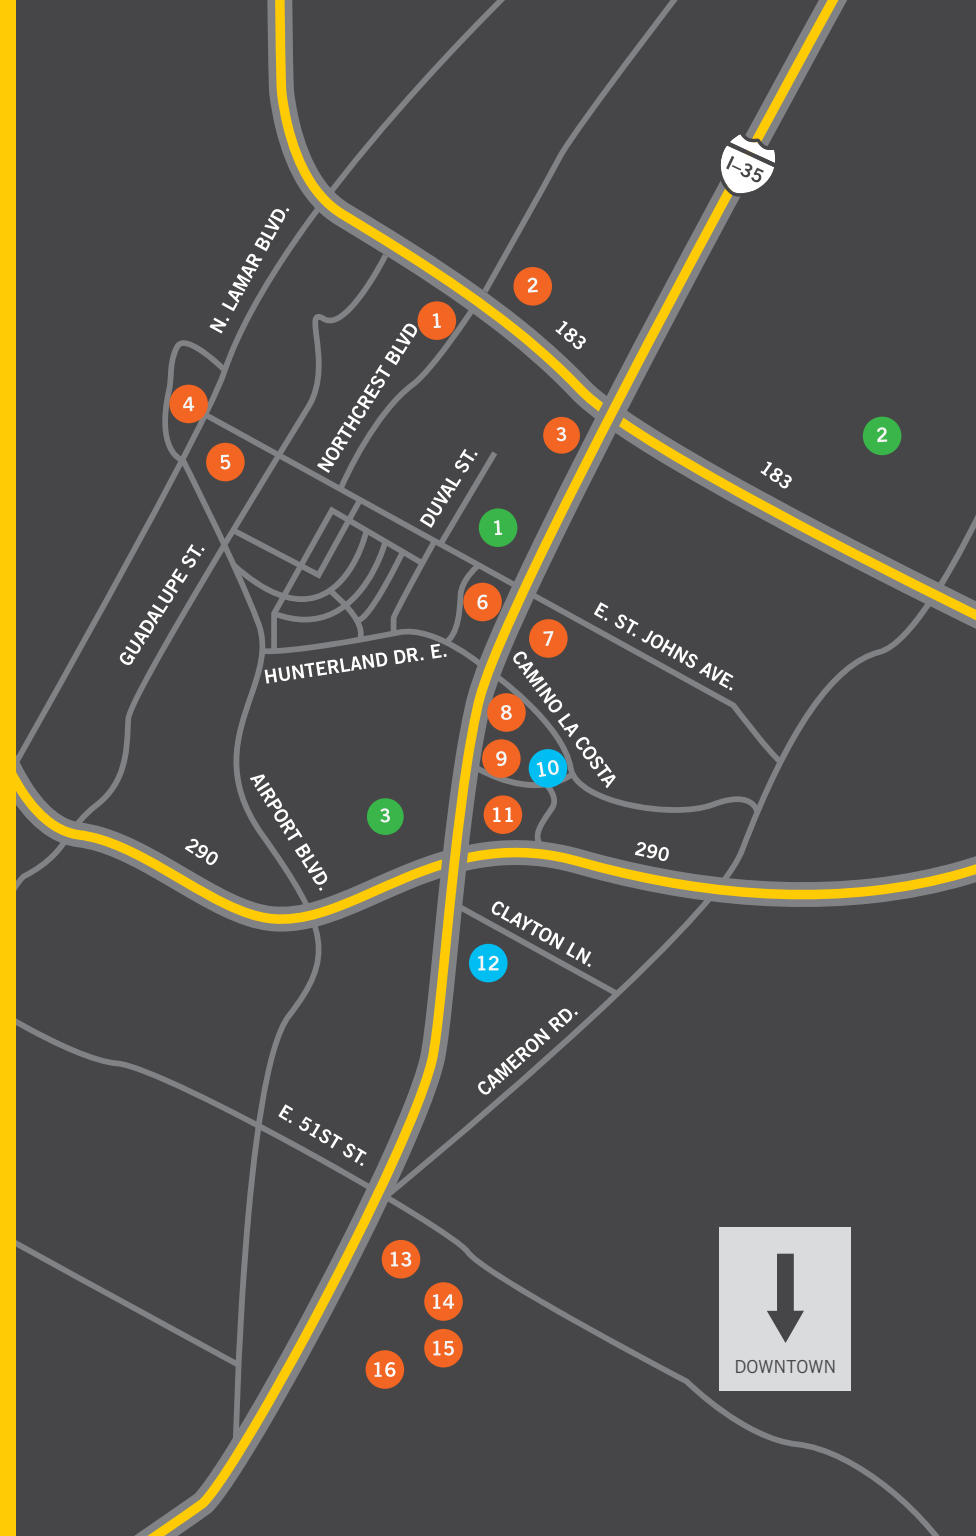 I-35
N. LAMAR BLVD.
2
1
183
NORTHCREST BLVD
4
3
2
5
DUVAL ST.
183
1
GUADALUPE ST.
6
E. ST. JOHNS AVE.
7
HUNTERLAND DR. E.
CAMINO LA COSTA
8
9
10
AIRPORT BLVD.
3
11
290
290
CLAYTON LN.
12
CAMERON RD.
E. 51ST ST.
13
14
15
16
DOWNTOWN